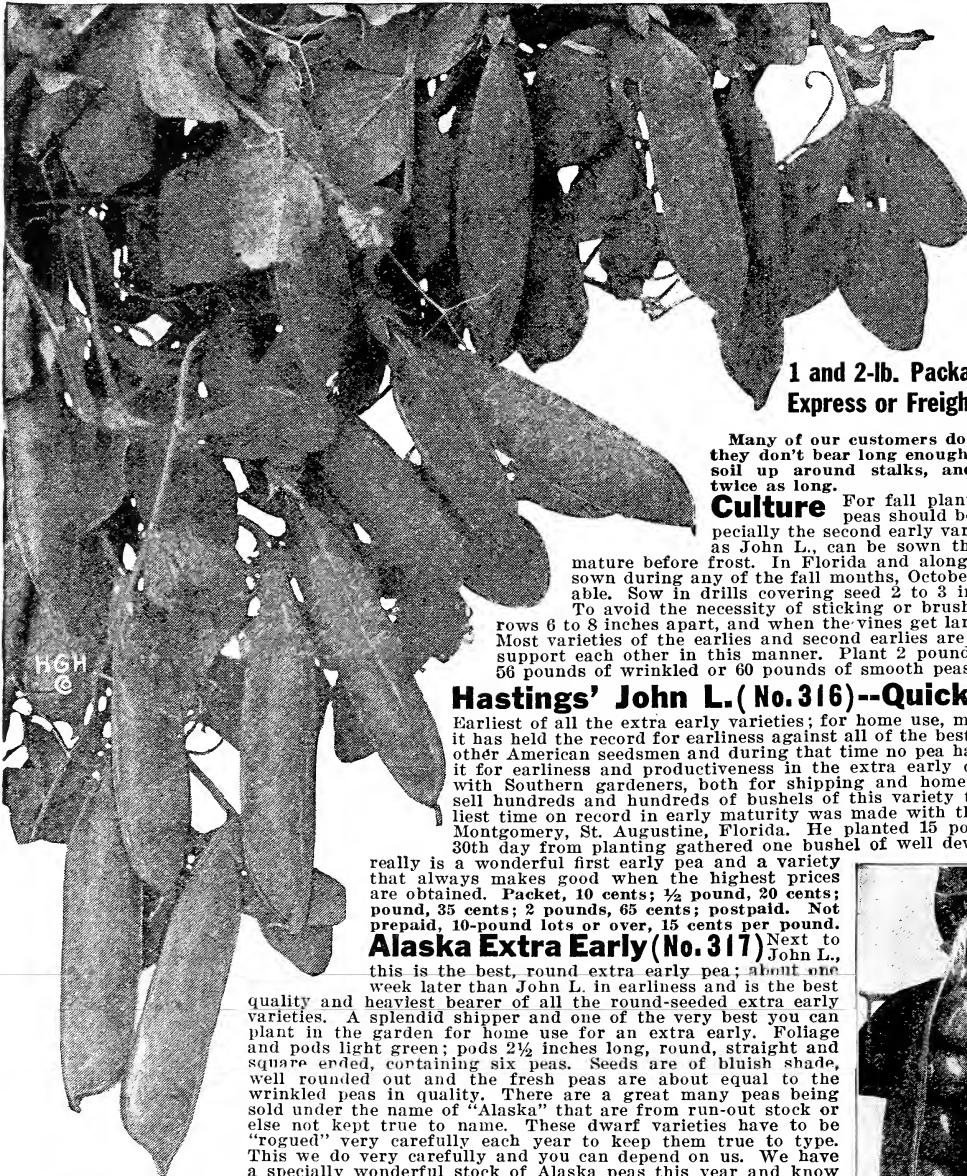 HGH
©
1 and 2-lb. Packa
Express or Freigh
Many of our customers do
they don't bear long enough
soil up around stalks, and
twice as long.
Culture For fall plan
peas should b
pecially the second early var
as John L., can be sown th
mature before frost. In Florida and along
sown during any of the fall months, Octobe
able. Sow in drills covering seed 2 to 3 i
To avoid the necessity of sticking or brush
rows 6 to 8 inches apart, and when the vines get lar
Most varieties of the earlies and second earlies are
support each other in this manner. Plant 2 pound
56 pounds of wrinkled or 60 pounds of smooth peas
Hastings' John L. (No. 316)--Quick
Earliest of all the extra early varieties; for home use, m
it has held the record for earliness against all of the best
other American seedsmen and during that time no pea ha
it for earliness and productiveness in the extra early c
with Southern gardeners, both for shipping and home
sell hundreds and hundreds of bushels of this variety t
liest time on record in early maturity was made with th
Montgomery, St. Augustine, Florida. He planted 15 po
30th day from planting gathered one bushel of well dev
really is a wonderful first early pea and a variety
that always makes good when the highest prices
are obtained. Packet, 10 cents; ½ pound, 20 cents;
pound, 35 cents; 2 pounds, 65 cents; postpaid. Not
prepaid, 10-pound lots or over, 15 cents per pound.
Alaska Extra Early (No. 317) Next to
John L.,
this is the best, round extra early pea; about one
week later than John L. in earliness and is the best
quality and heaviest bearer of all the round-seeded extra early
varieties. A splendid shipper and one of the very best you can
plant in the garden for home use for an extra early. Foliage
and pods light green; pods 2½ inches long, round, straight and
square ended, containing six peas. Seeds are of bluish shade,
well rounded out and the fresh peas are about equal to the
wrinkled peas in quality. There are a great many peas being
sold under the name of "Alaska" that are from run-out stock or
else not kept true to name. These dwarf varieties have to be
"rogued" very carefully each year to keep them true to type.
This we do very carefully and you can depend on us. We have
a specially wonderful stock of Alaska peas this year and know